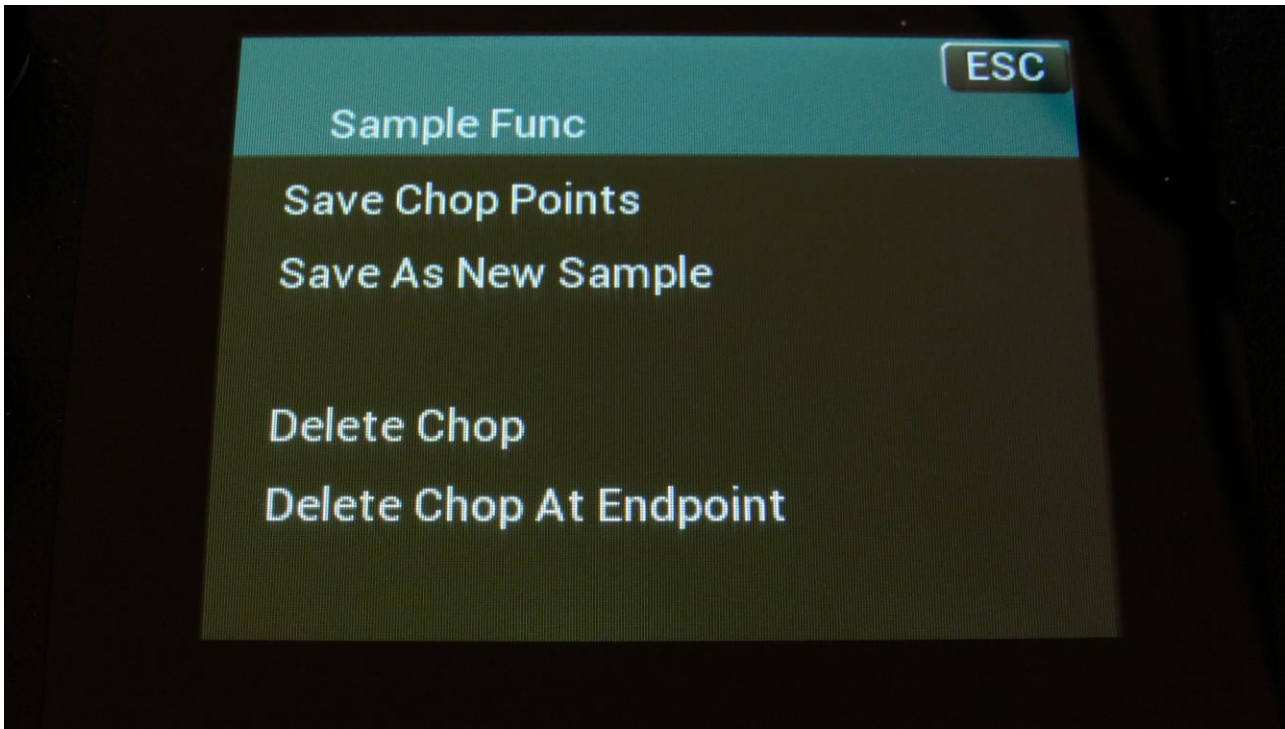 ESC
Sample Func
Save Chop Points
Save As New Sample
Delete Chop
Delete Chop At Endpoint